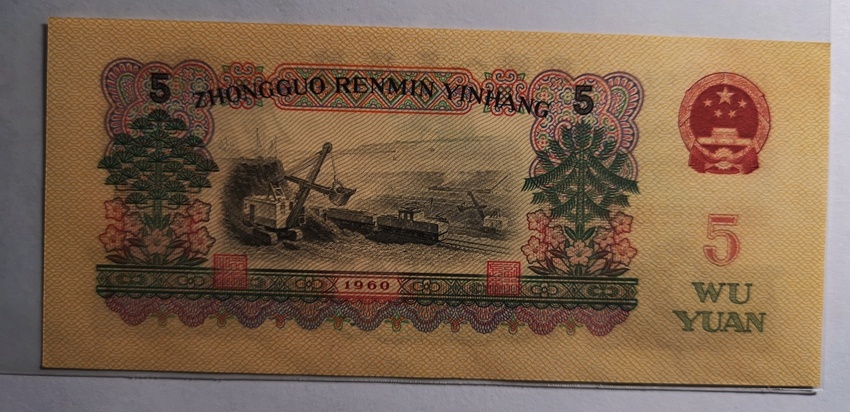 5 ZHONGGUO RENMIN YINHANG 5
1960
5
WU
YUAN